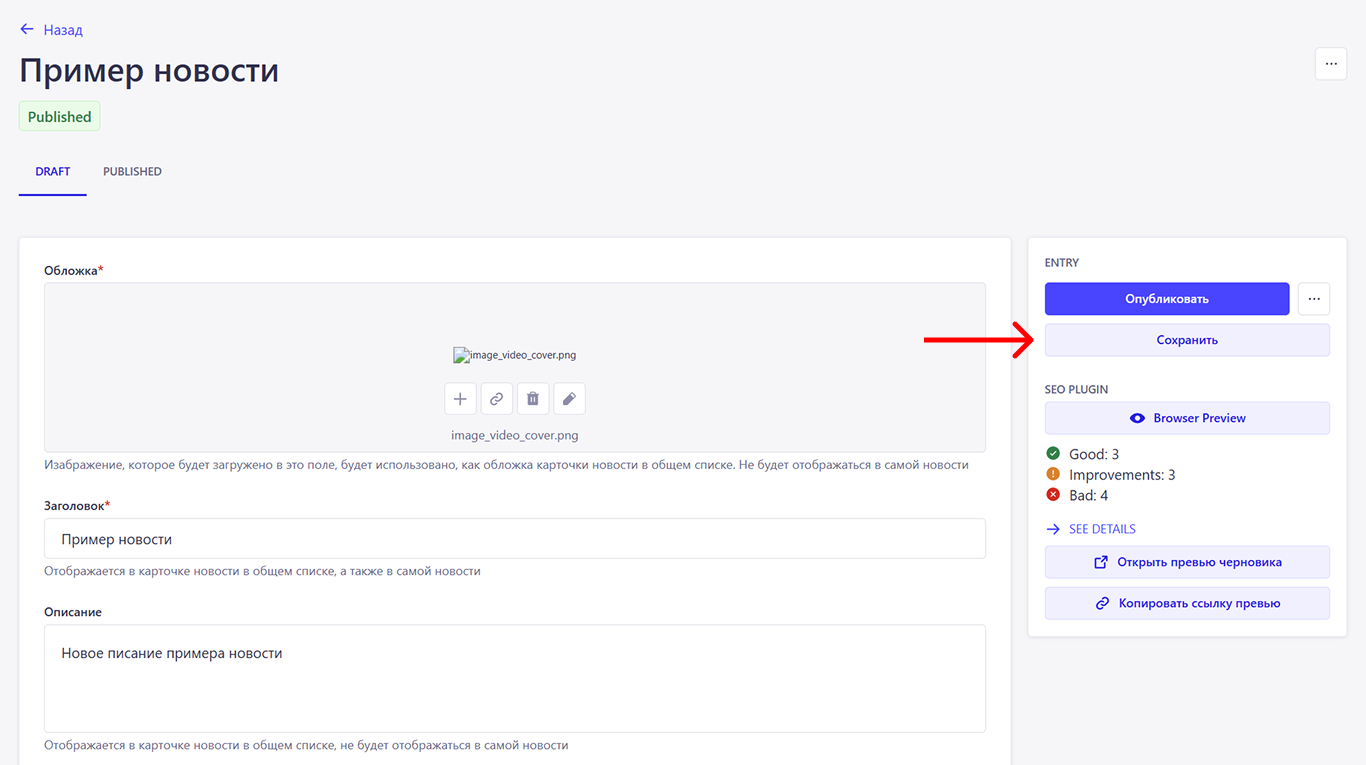 Назад
Пример новости
...
Published
DRAFT
PUBLISHED
Обложка*
image_video_cover.png
image_video_cover.png
Изабражение, которое будет загружено в это поле, будет использовано, как обложка карточки новости в общем списке. Не будет отображаться в самой новости
Заголовок*
Пример новости
Отображается в карточке новости в общем списке, а также в самой новости
Описание
Новое писание примера новости
Отображается в карточке новости в общем списке, не будет отображаться в самой новости
ENTRY
Опубликовать
...
Сохранить
SEO PLUGIN
Browser Preview
Good: 3
Improvements: 3
Bad: 4
SEE DETAILS
Открыть превью черновика
Копировать ссылку превью